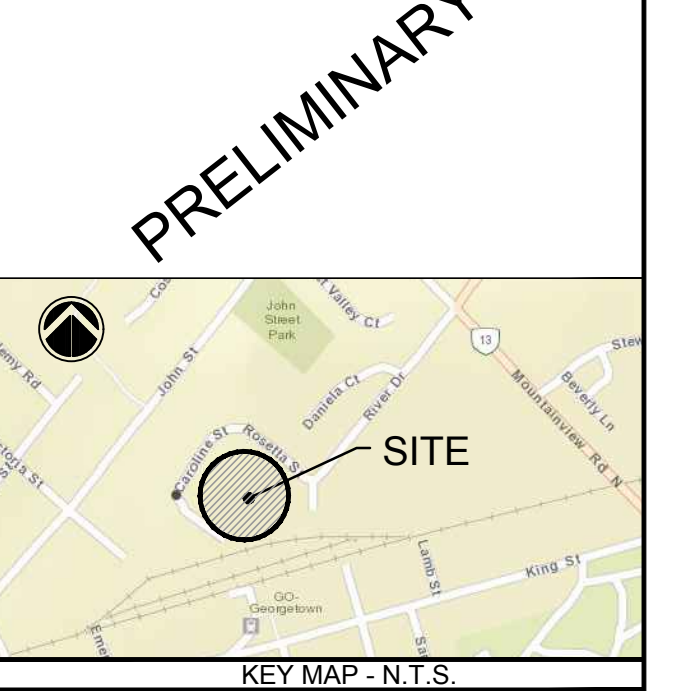 PRELIMINARY
John
Street
Park
Valley Ct
13
Stew
John St
Daniela Ct
River Dr
Beverly Ln
Mountainview Rd N
Caroline St
Rosetta S
SITE
Lamb St
King St
GO-
Georgetown
KEY MAP - N.T.S.